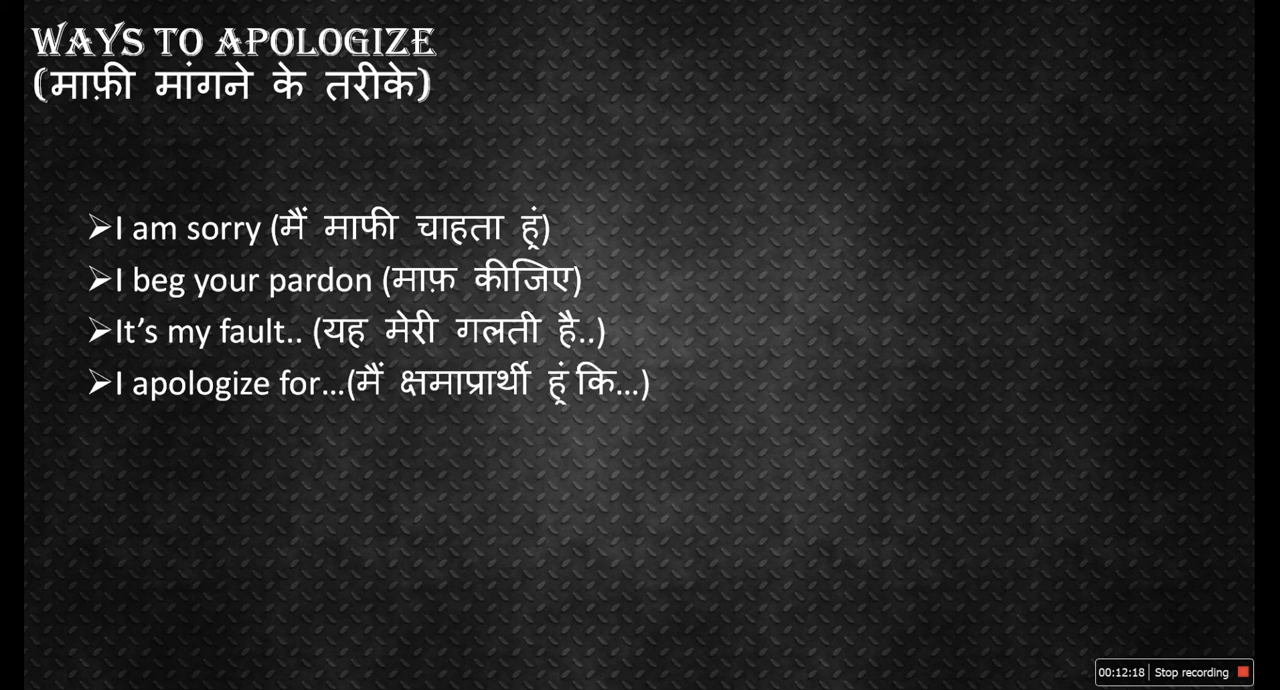 WAYS TO APOLOGIZE
(माफ़ी मांगने के तरीके)
➢I am sorry (मैं माफी चाहता हूं)
➢I beg your pardon (माफ़ कीजिए)
➢It’s my fault.. (यह मेरी गलती है..)
➢I apologize for...(मैं क्षमाप्रार्थी हूं कि...)
00:12:18 Stop recording